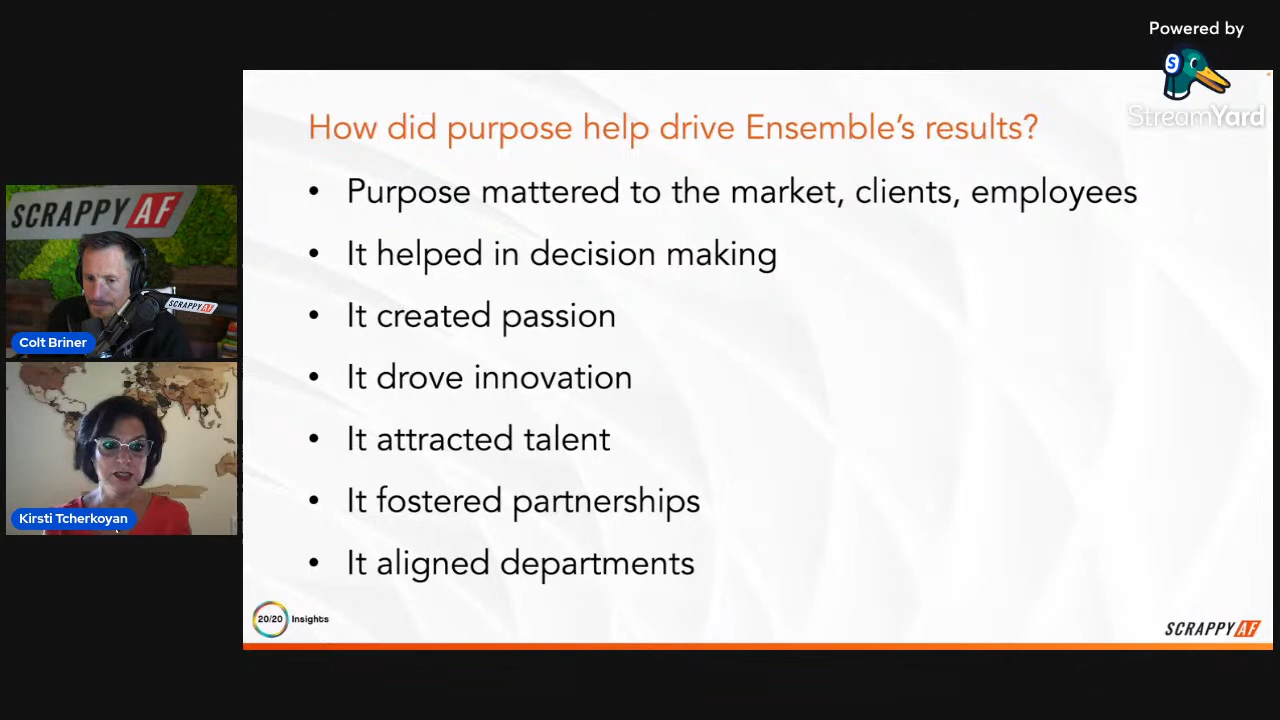 Powered by
S
StreamYard
How did purpose help drive Ensemble's results?
• Purpose mattered to the market, clients, employees
• It helped in decision making
• It created passion
• It drove innovation
• It attracted talent
• It fostered partnerships
• It aligned departments
20/20 Insights
SCRAPPY AF
SCRAPPY AF
SCRAPPY AF
Colt Briner
Kirsti Tcherkoyan